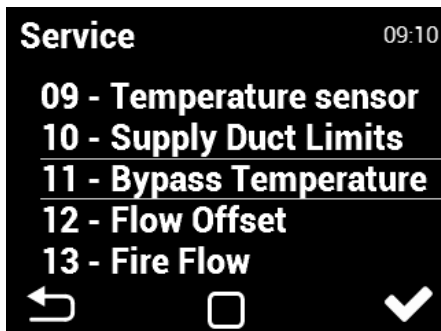 Service 09:10
09 - Temperature sensor
10 - Supply Duct Limits
11 - Bypass Temperature
12 - Flow Offset
13 - Fire Flow